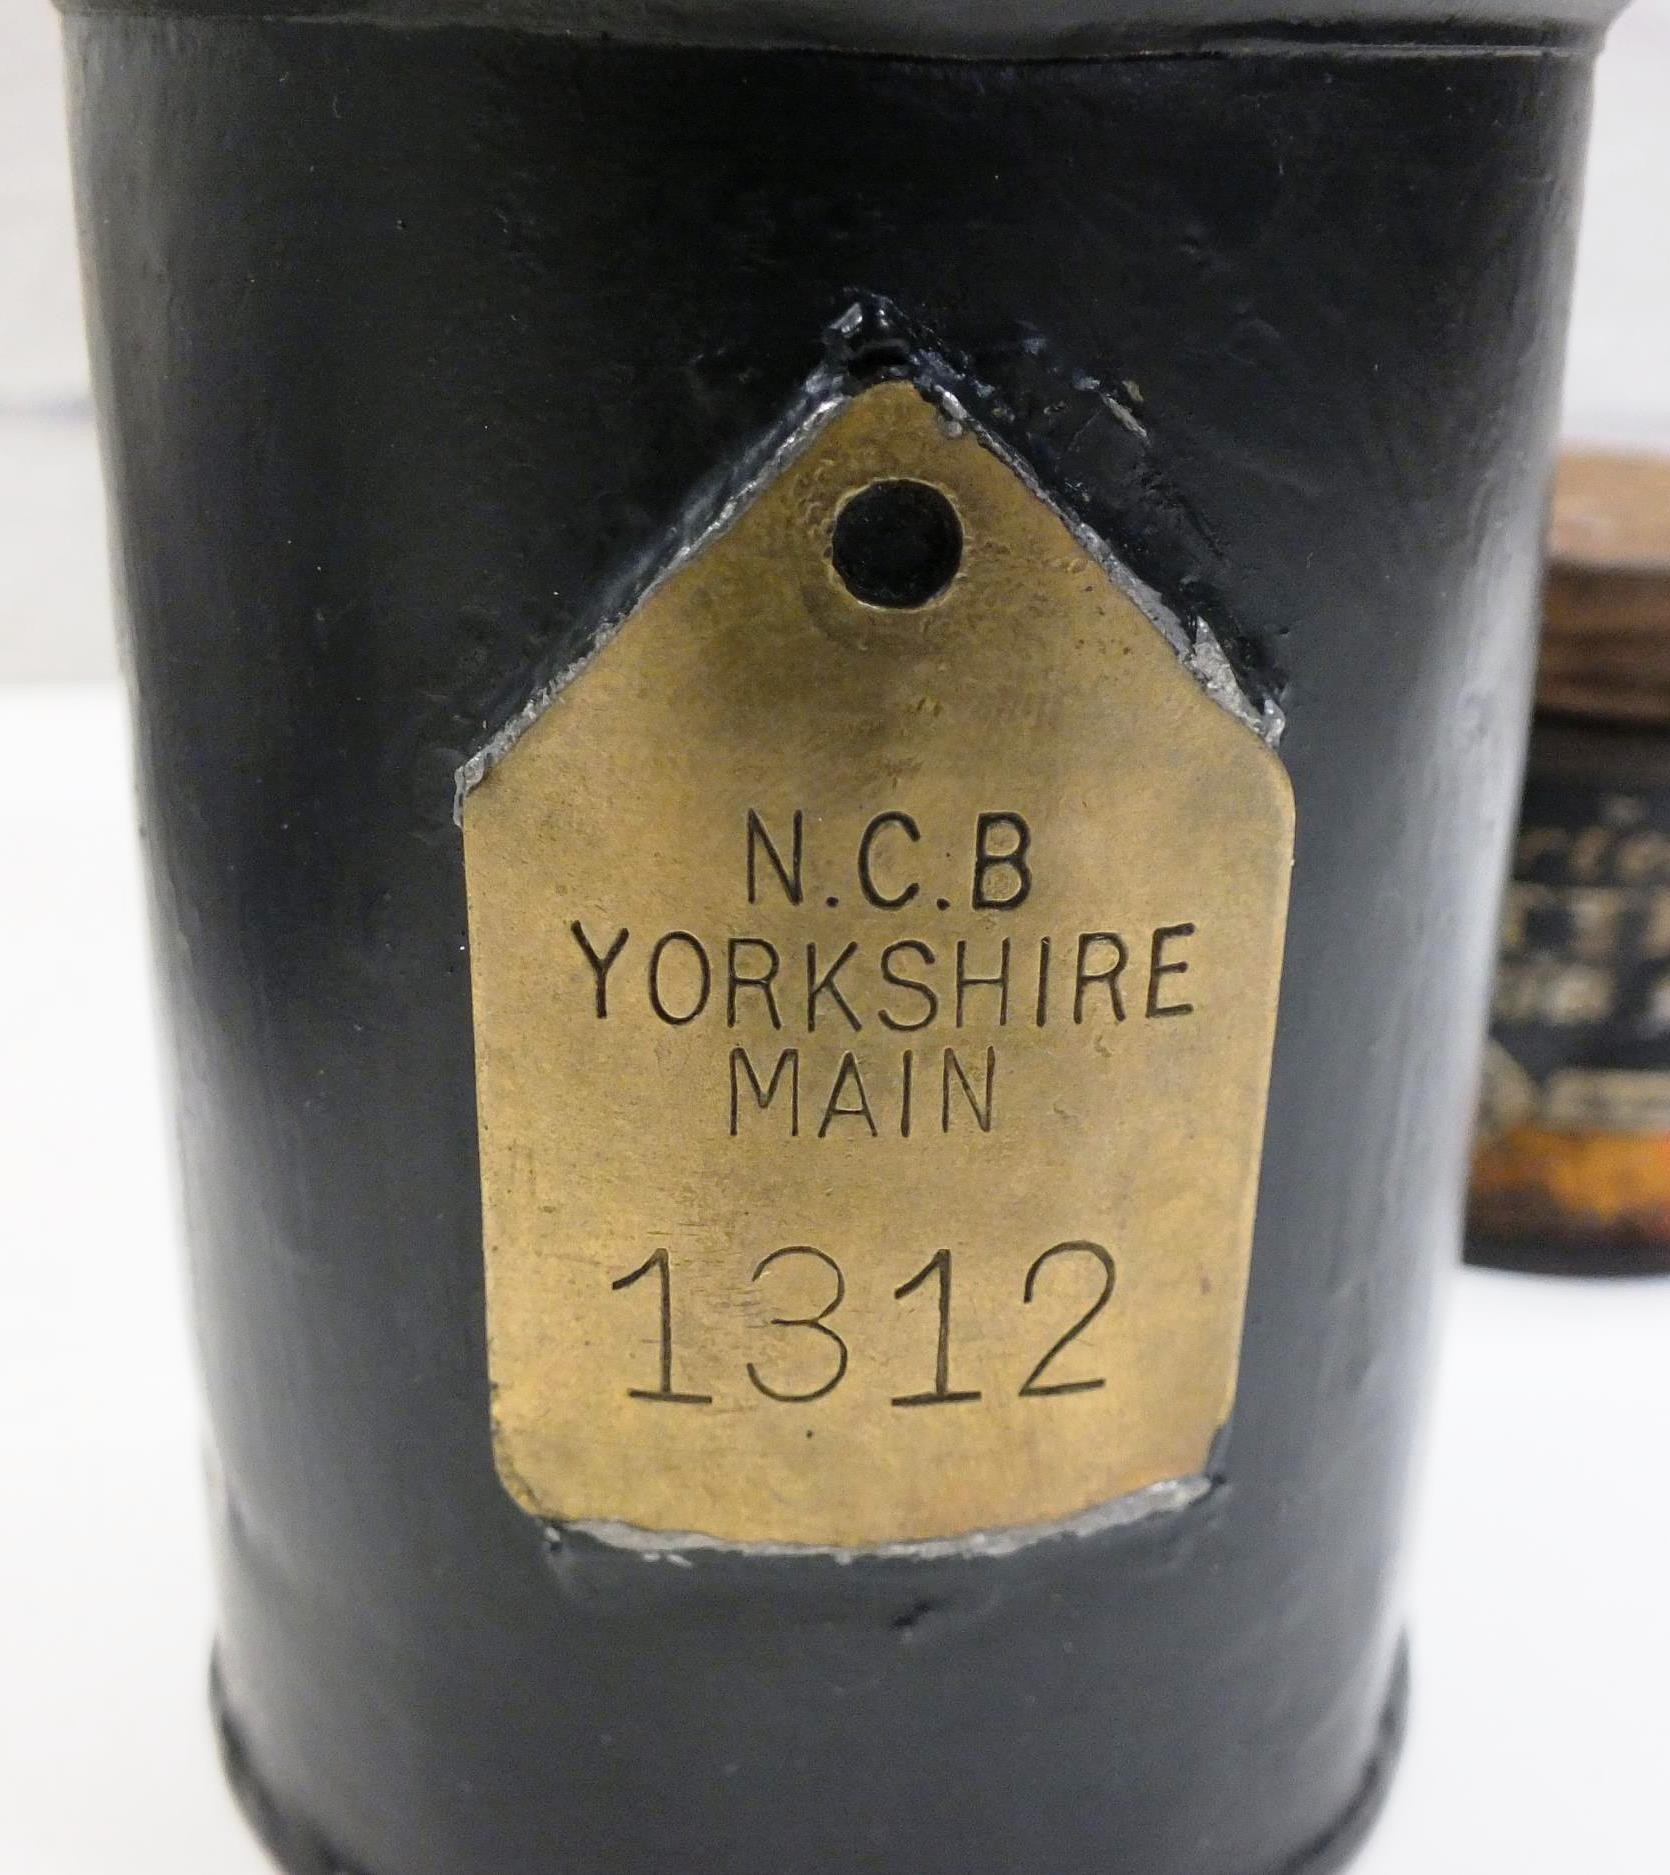 N.C.B
YORKSHIRE
MAIN
1312